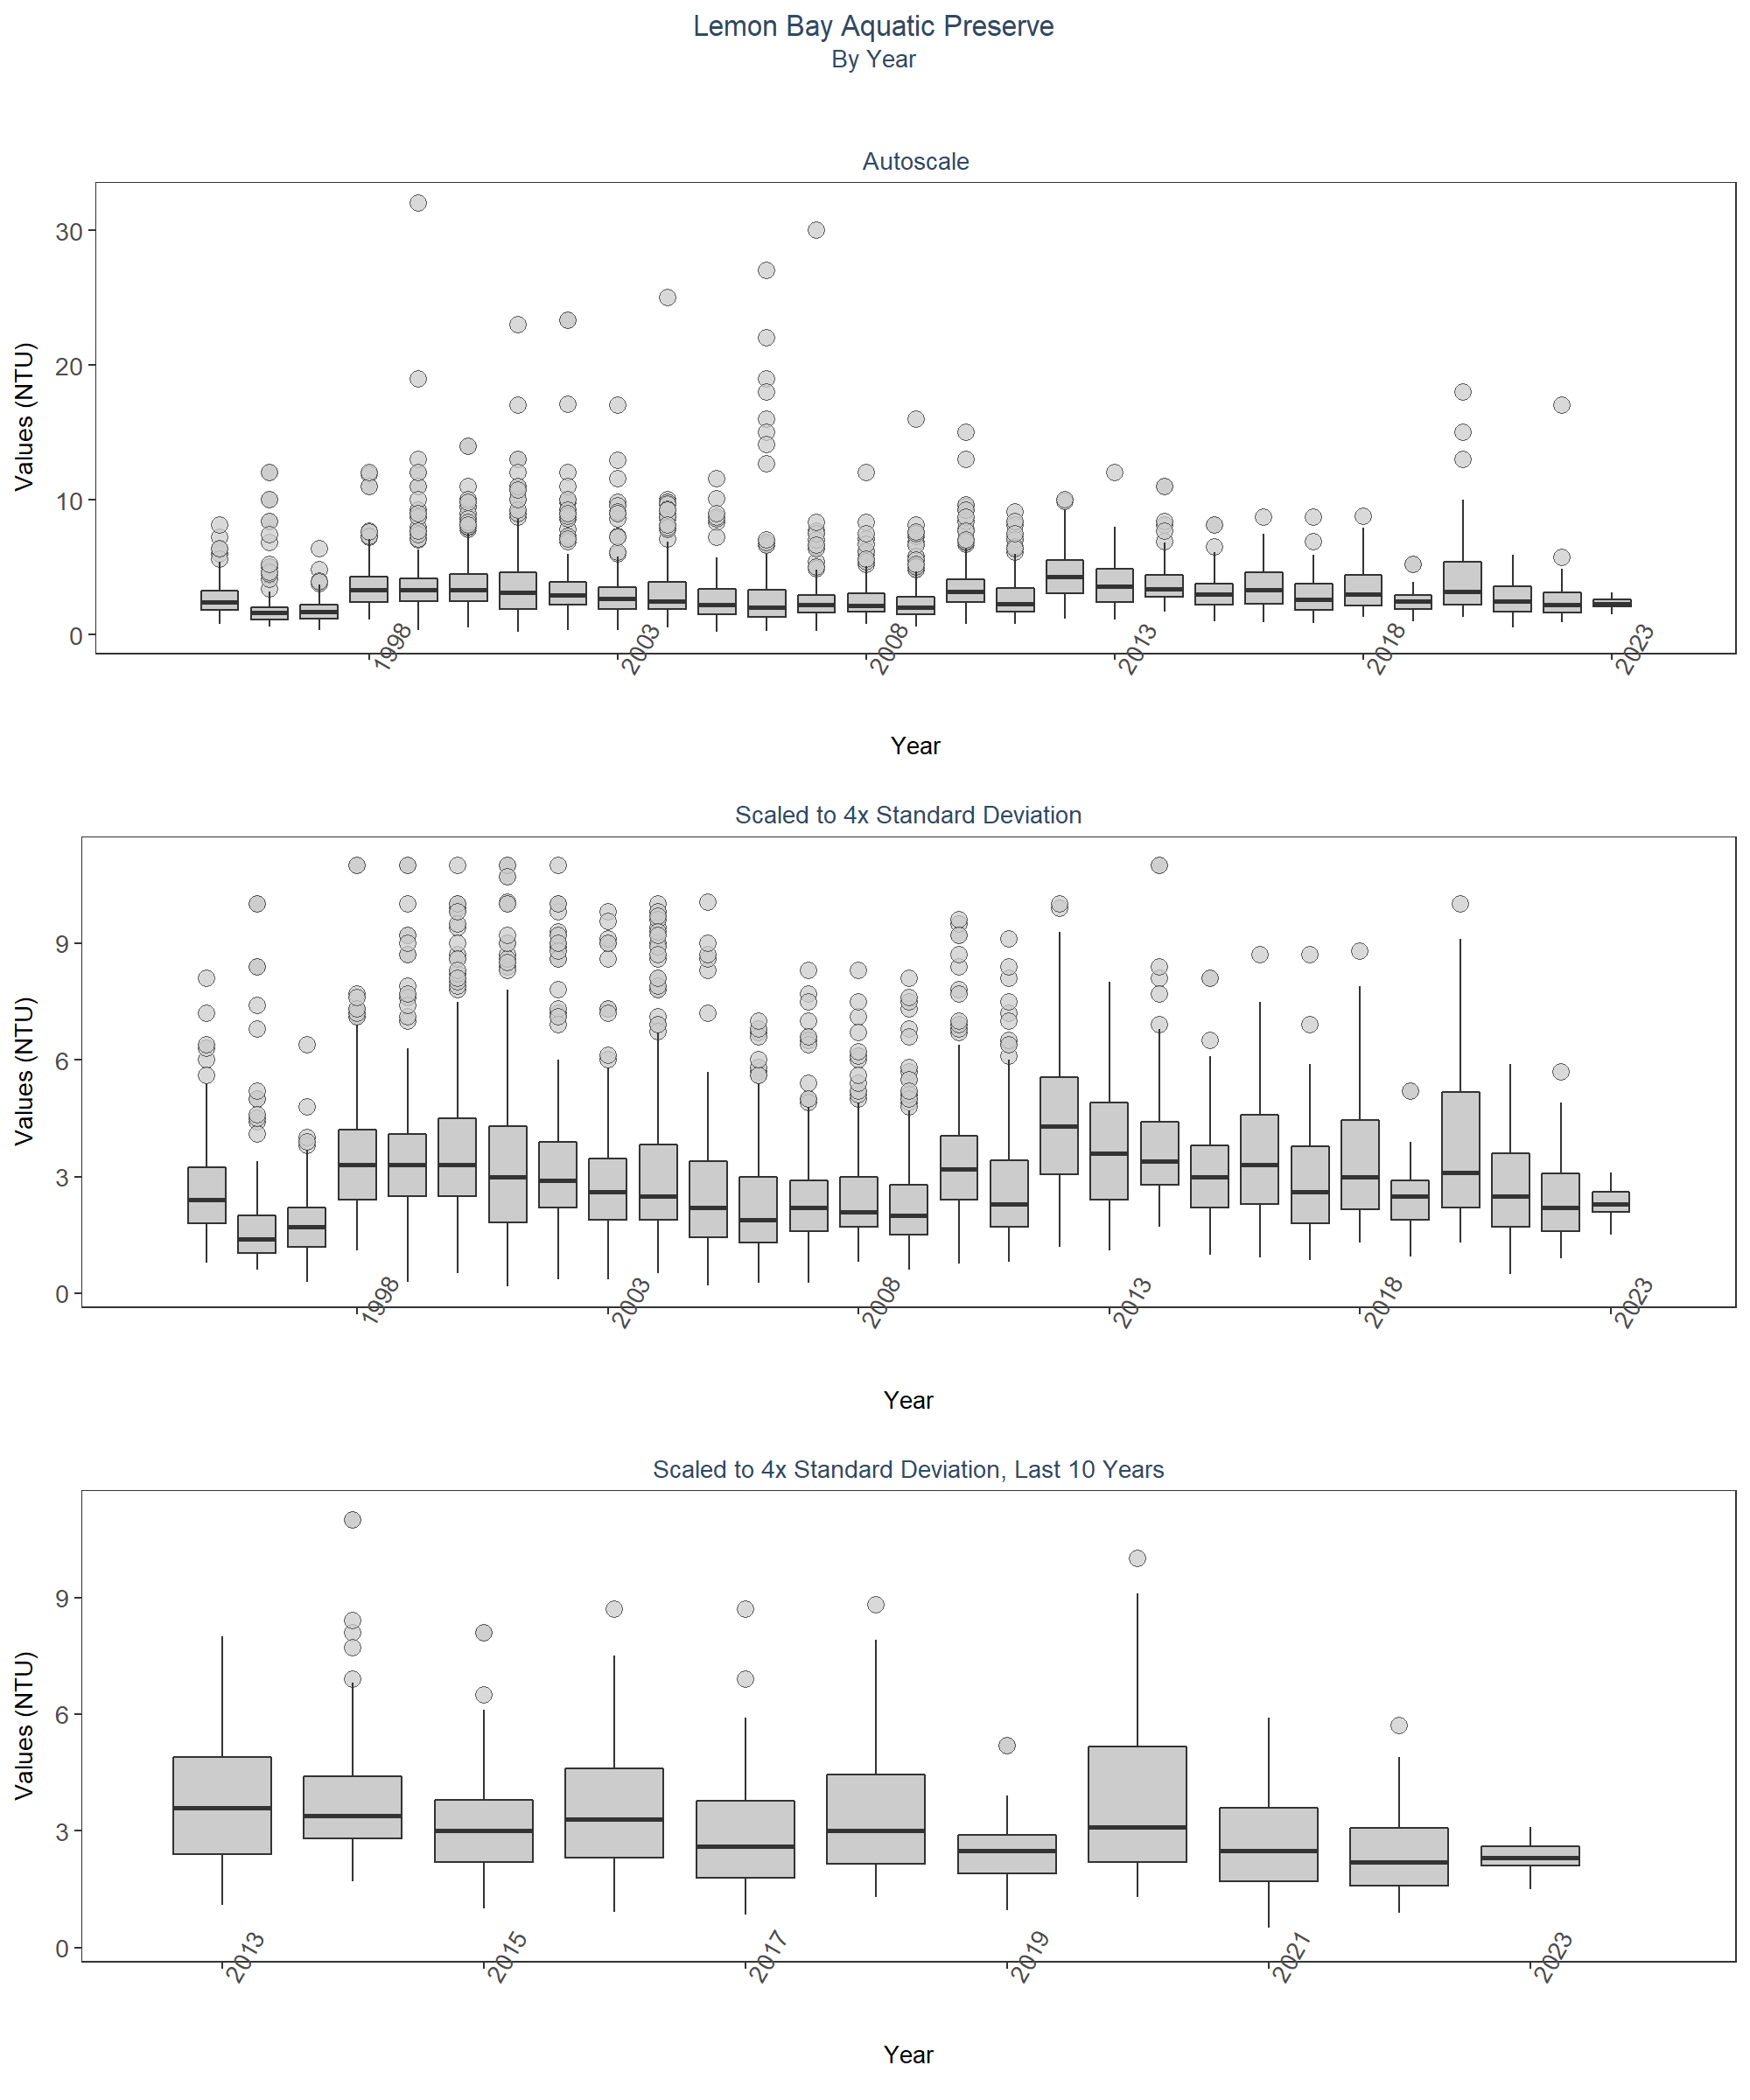 Lemon Bay Aquatic Preserve
By Year
Autoscale
Values (NTU)
30
20
10
0
1998
2003
2008
2013
2018
2023
Year
Scaled to 4x Standard Deviation
Values (NTU)
9
6
3
0
1998
2003
2008
2013
2018
2023
Year
Scaled to 4x Standard Deviation, Last 10 Years
Values (NTU)
9
6
3
0
2013
2015
2017
2019
2021
2023
Year